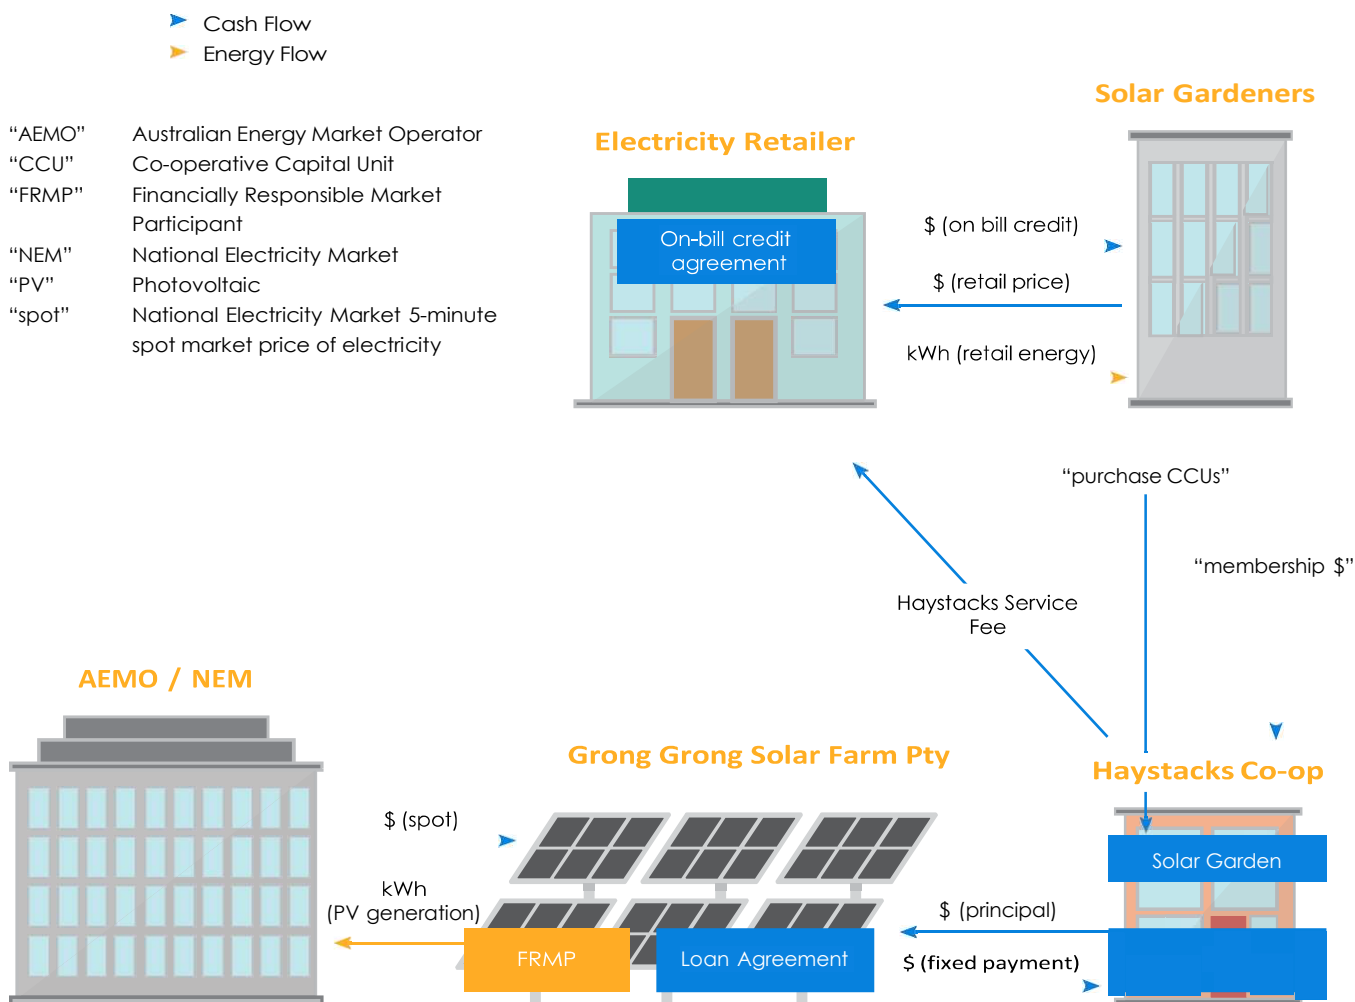 Cash Flow
Energy Flow
“AEMO” Australian Energy Market Operator
“CCU” Co-operative Capital Unit
“FRMP” Financially Responsible Market
Participant
“NEM” National Electricity Market
“PV” Photovoltaic
“spot” National Electricity Market 5-minute
spot market price of electricity
Solar Gardeners
Electricity Retailer
On-bill credit
agreement
$ (on bill credit)
$ (retail price)
kWh (retail energy)
“purchase CCUs”
“membership $”
Haystacks Service
Fee
AEMO / NEM
Grong Grong Solar Farm Pty
Haystacks Co-op
$ (spot)
kWh
(PV generation)
FRMP
Loan Agreement
$ (principal)
$ (fixed payment)
Solar Garden